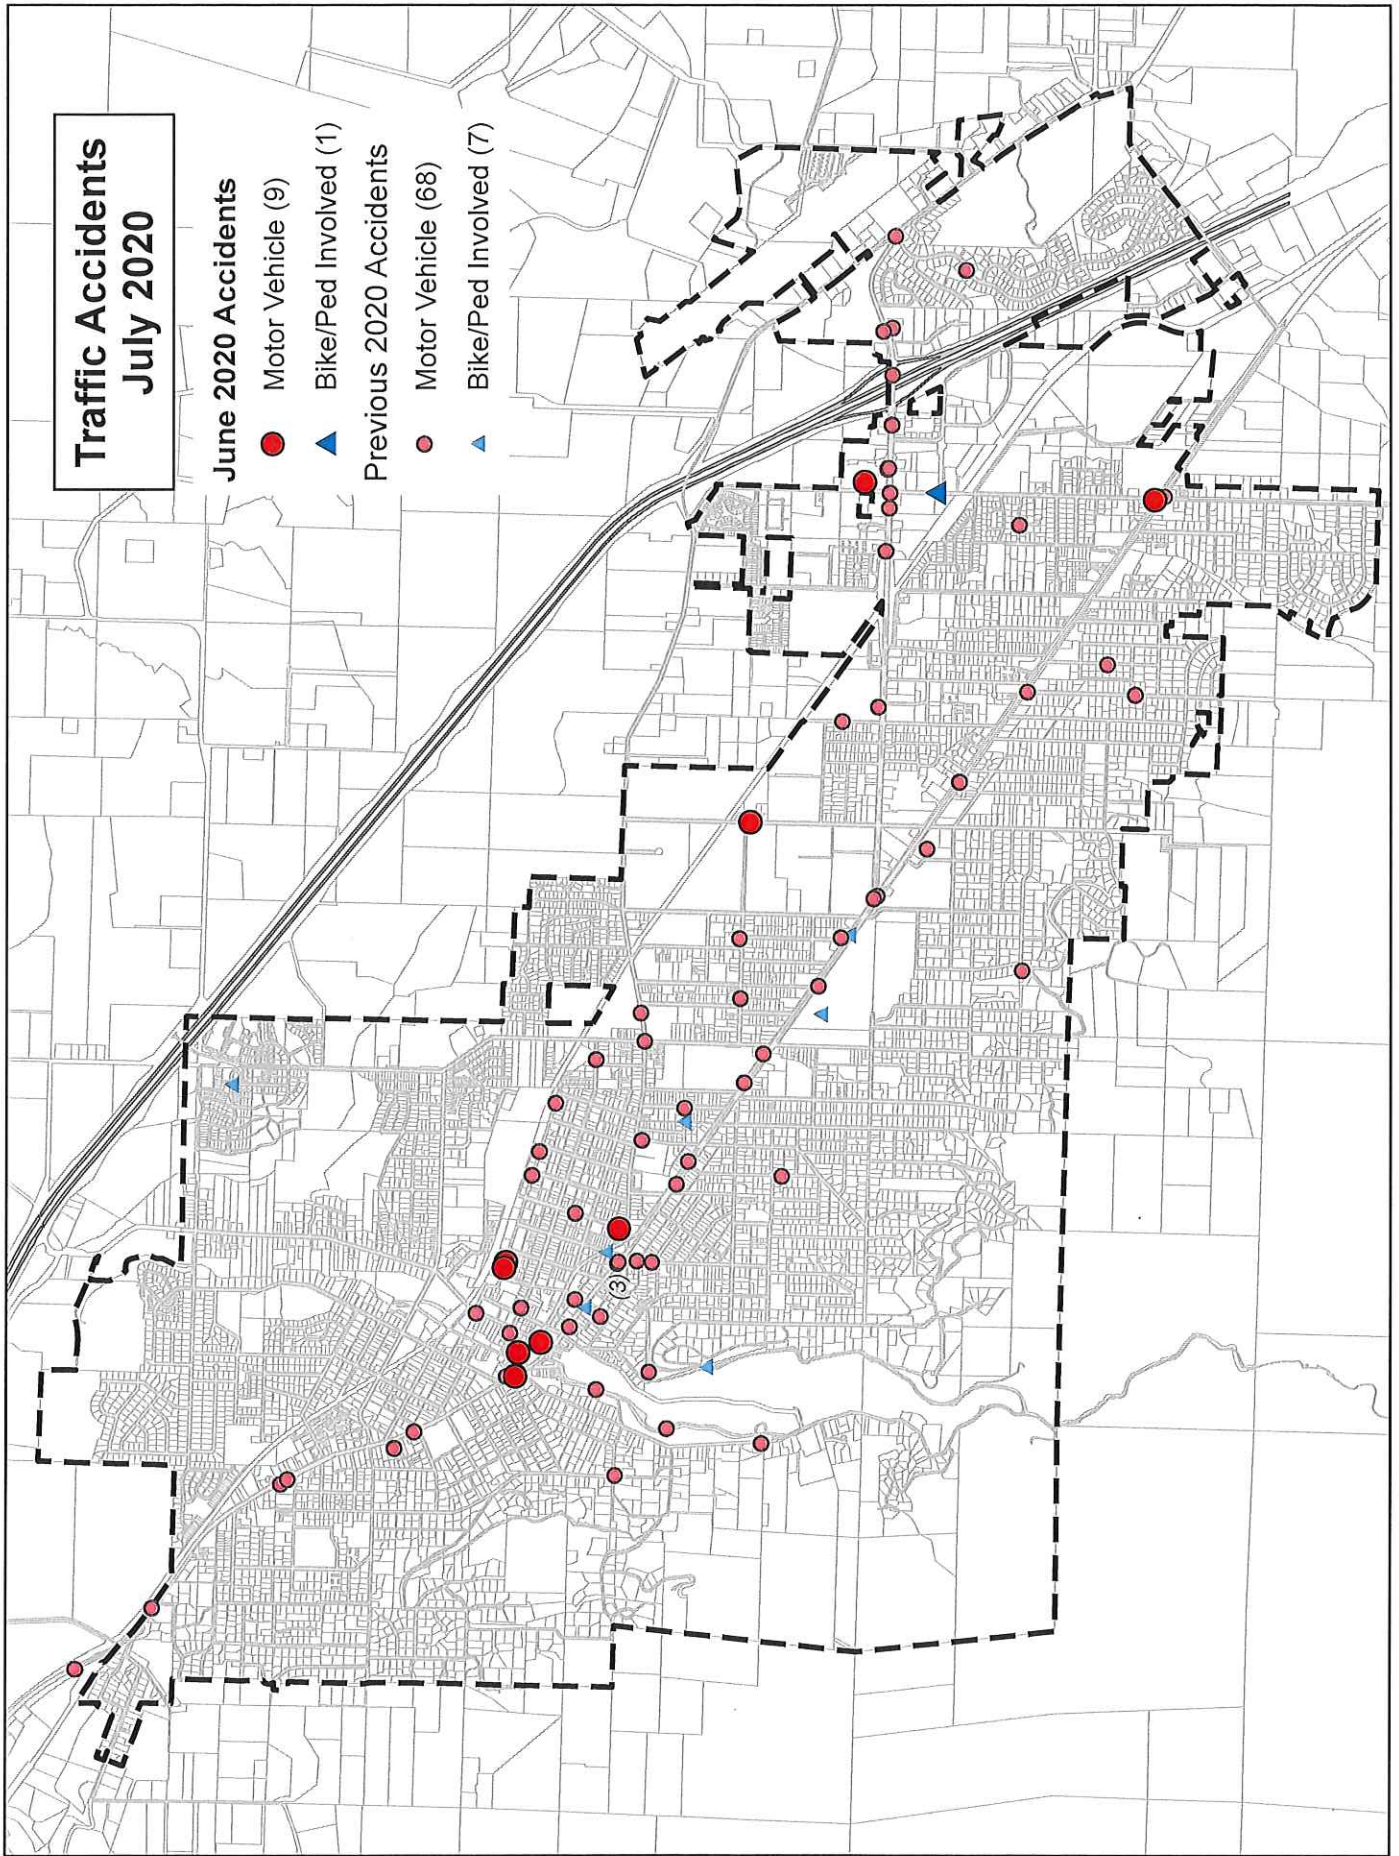 Traffic Accidents
July 2020
June 2020 Accidents
Motor Vehicle (9)
Bike/Ped Involved (1)
Previous 2020 Accidents
Motor Vehicle (68)
Bike/Ped Involved (7)
(3)